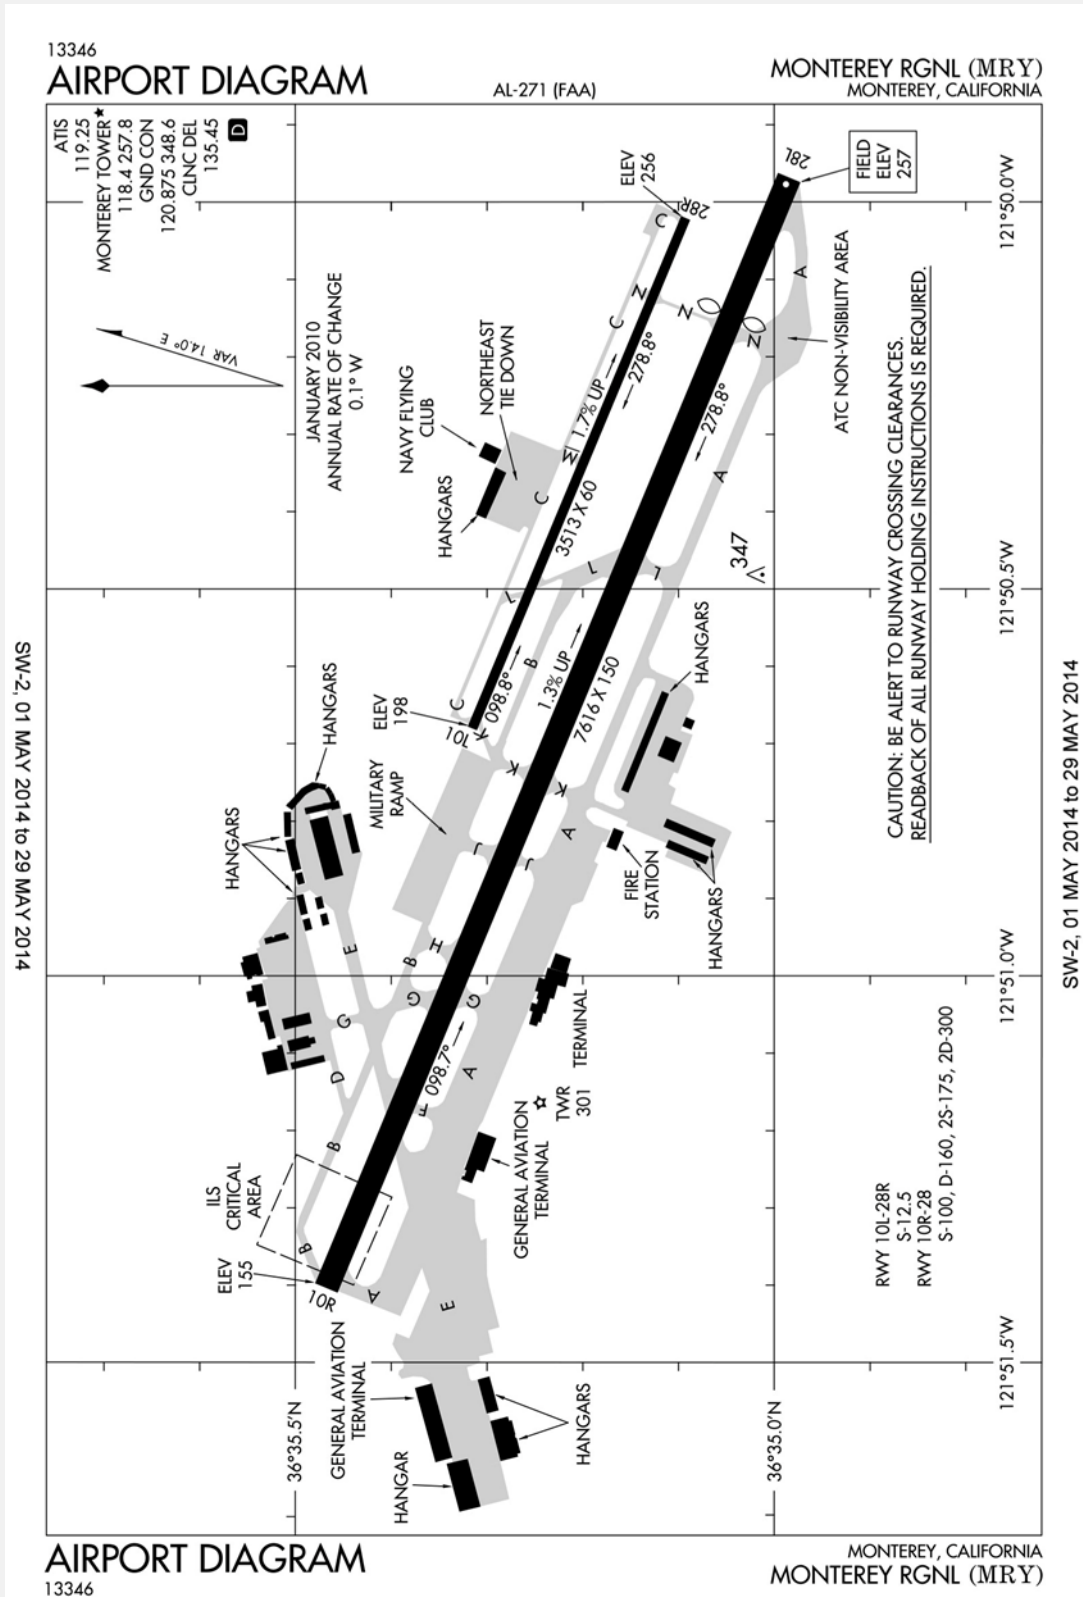 13346
AIRPORT DIAGRAM
AL-271 (FAA)
MONTEREY RGNL (MRY)
MONTEREY, CALIFORNIA
ATIS
119.25
MONTEREY TOWER★
118.4 257.8
GND CON
120.875 348.6
CLNC DEL
135.45
D
VAR 14.0° E
JANUARY 2010
ANNUAL RATE OF CHANGE
0.1° W
ELEV
256
28R
28L
FIELD
ELEV
257
121°50.0'W
A
ATC NON-VISIBILITY AREA
C
Z
C
Z
Z
NAVY FLYING
CLUB
NORTHEAST
TIE DOWN
HANGARS
C
M
1.7% UP
278.8°
278.8°
3513 X 60
A
347
CAUTION: BE ALERT TO RUNWAY CROSSING CLEARANCES.
READBACK OF ALL RUNWAY HOLDING INSTRUCTIONS IS REQUIRED.
121°50.5'W
L
L
L
B
C
098.8°
1.3% UP
7616 X 150
HANGARS
ELEV
198
10L
K
K
K
A
HANGARS
HANGARS
MILITARY
RAMP
J
J
FIRE
STATION
HANGARS
SW-2, 01 MAY 2014 to 29 MAY 2014
SW-2, 01 MAY 2014 to 29 MAY 2014
E
B
H
G
G
G
D
121°51.0'W
TERMINAL
TWR
301
A
F
098.7°
B
GENERAL AVIATION
TERMINAL
ILS
CRITICAL
AREA
B
ELEV
155
10R
A
E
RWY 10L-28R
S-12.5
RWY 10R-28
S-100, D-160, 2S-175, 2D-300
121°51.5'W
GENERAL AVIATION
TERMINAL
HANGARS
HANGAR
36°35.5'N
36°35.0'N
AIRPORT DIAGRAM
13346
MONTEREY, CALIFORNIA
MONTEREY RGNL (MRY)